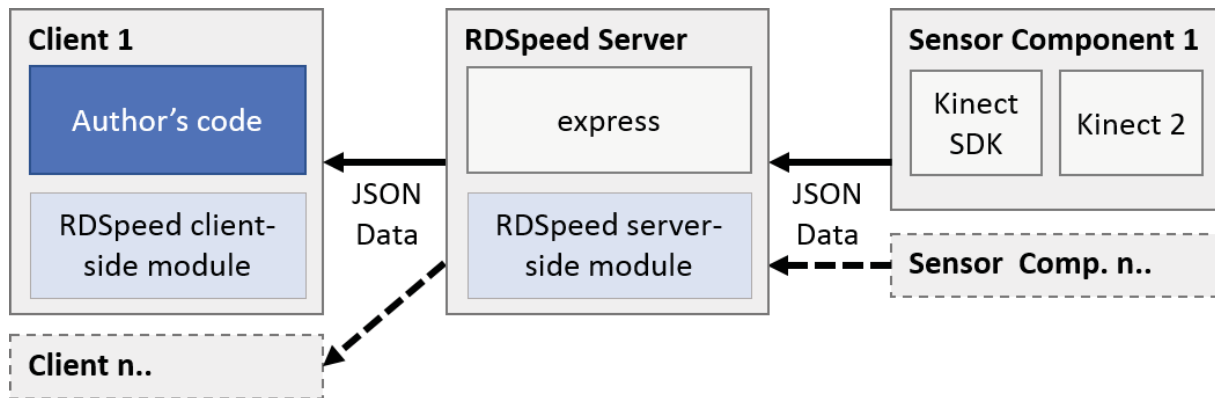 Client 1
Author's code
RDSpeed client-
side module
Client n..
JSON
Data
RDSpeed Server
express
RDSpeed server-
side module
JSON
Data
Sensor Component 1
Kinect
SDK
Kinect 2
Sensor Comp. n..